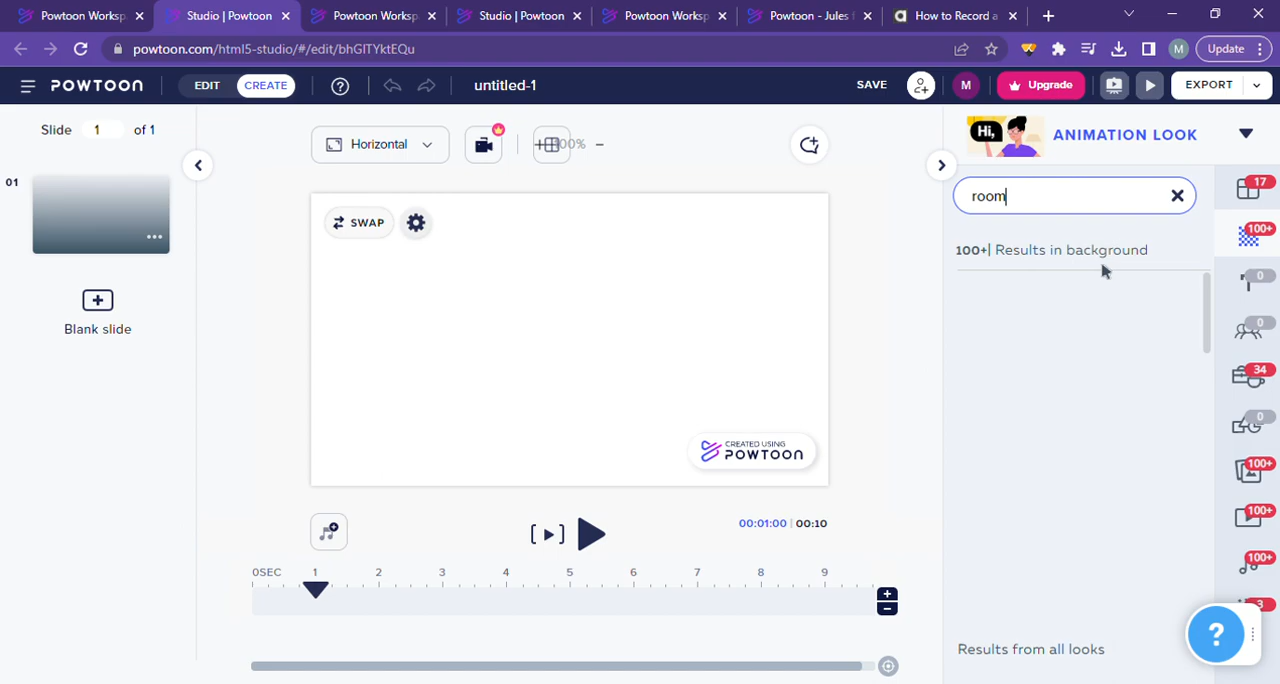 Powtoon Worksp
Studio | Powtoon
Powtoon Worksp
Studio | Powtoon
Powtoon Worksp
Powtoon - Jules
How to Record a
powtoon.com/html5-studio/#/edit/bhGlTYktEQu
M
Update
POWTOON
EDIT
CREATE
untitled-1
SAVE
M
Upgrade
EXPORT
Slide 1 of 1
Horizontal
Hi,
ANIMATION LOOK
01
SWAP
room
17
100+
100+| Results in background
0
0
34
0
100+
100+
100+
3
Blank slide
CREATED USING
POWTOON
00:01:00 | 00:10
0SEC 1 2 3 4 5 6 7 8 9
Results from all looks
?